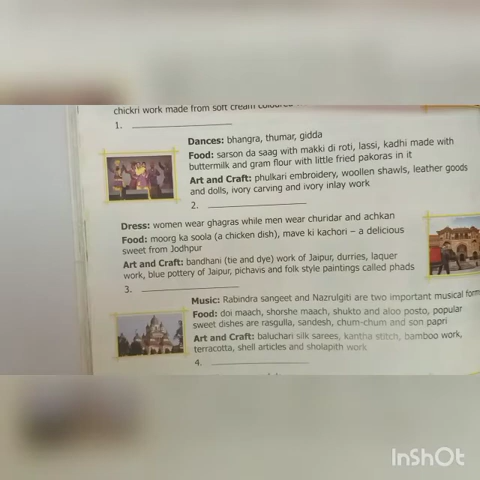 chickri work made from soft cream
1.
Dances: bhangra, thumar, gidda
Food: sarson da saag with makki di roti, lassi, kadhi made with
buttermilk and gram flour with little fried pakoras in it
Art and Craft: phulkari embroidery, woollen shawls, leather goods
and dolls, ivory carving and ivory inlay work
2.
Dress: women wear ghagras while men wear churidar and achkan
Food: moorg ka soola (a chicken dish), mave ki kachori – a delicious
sweet from Jodhpur
Art and Craft: bandhani (tie and dye) work of Jaipur, durries, laquer
work, blue pottery of Jaipur, pichavis and folk style paintings called phads
3.
Music: Rabindra sangeet and Nazrulgiti are two important musical form
Food: doi maach, shorshe maach, shukto and aloo posto, popular
sweet dishes are rasgulla, sandesh, chum-chum and son papri
Art and Craft: baluchari silk sarees, kantha stitch, bamboo work,
terracotta, shell articles and sholapith work
4.
InShOt